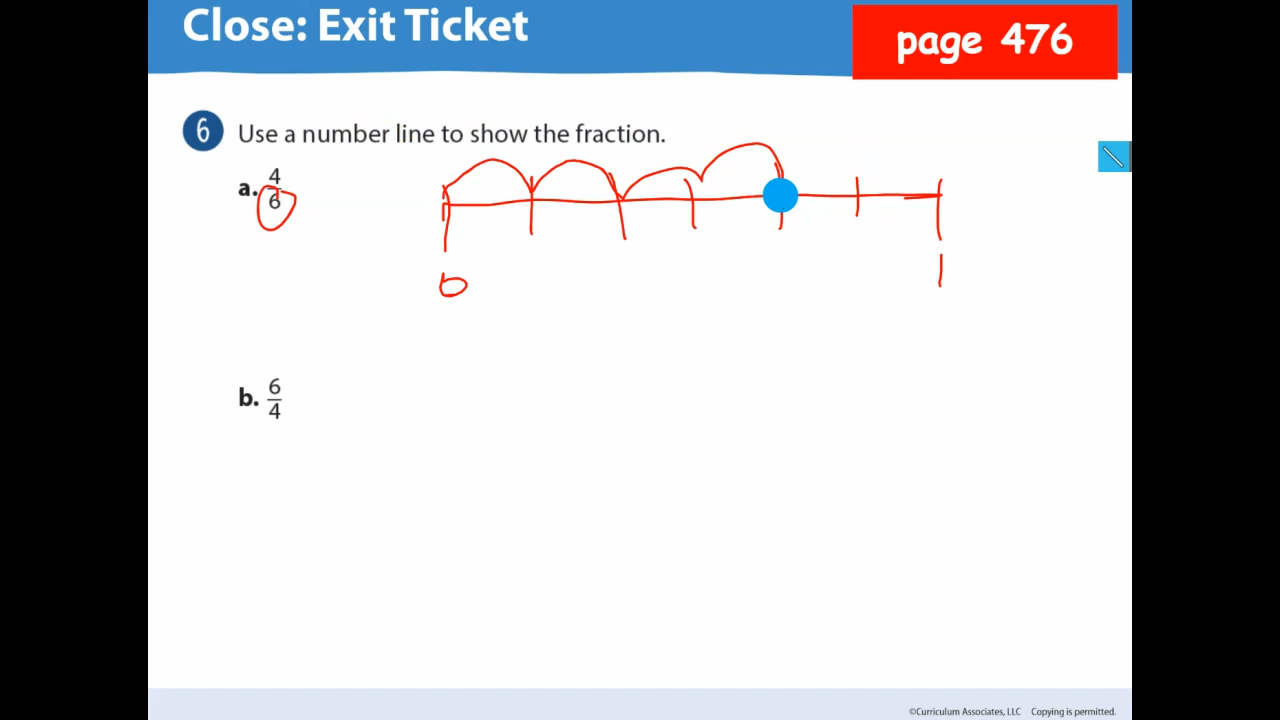 Close: Exit Ticket
page 476
6 Use a number line to show the fraction.
a. 4/6
0 1
b. 6/4
©Curriculum Associates, LLC Copying is permitted.